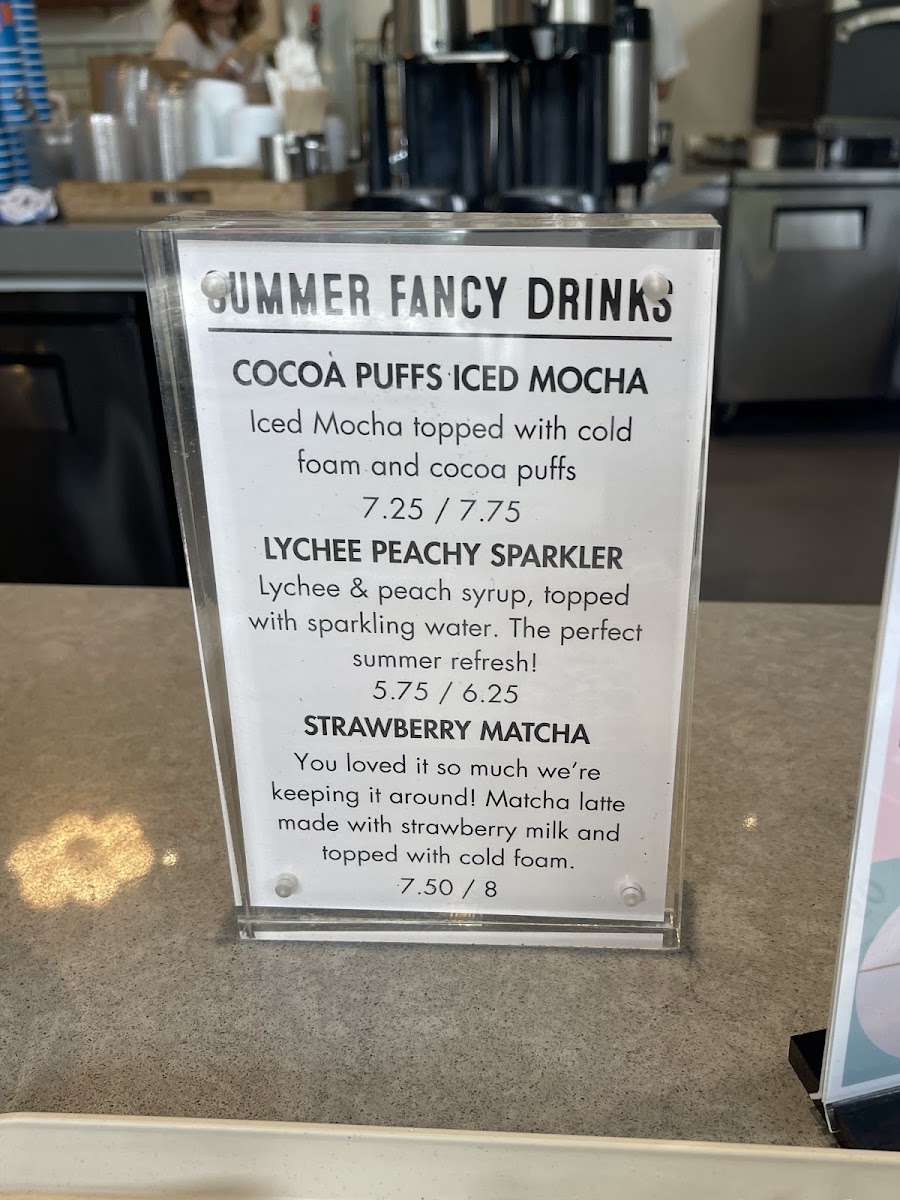 SUMMER FANCY DRINKS
COCOA PUFFS ICED MOCHA
Iced Mocha topped with cold
foam and cocoa puffs
7.25 / 7.75
LYCHEE PEACHY SPARKLER
Lychee & peach syrup, topped
with sparkling water. The perfect
summer refresh!
5.75 / 6.25
STRAWBERRY MATCHA
You loved it so much we're
keeping it around! Matcha latte
made with strawberry milk and
topped with cold foam.
7.50 / 8